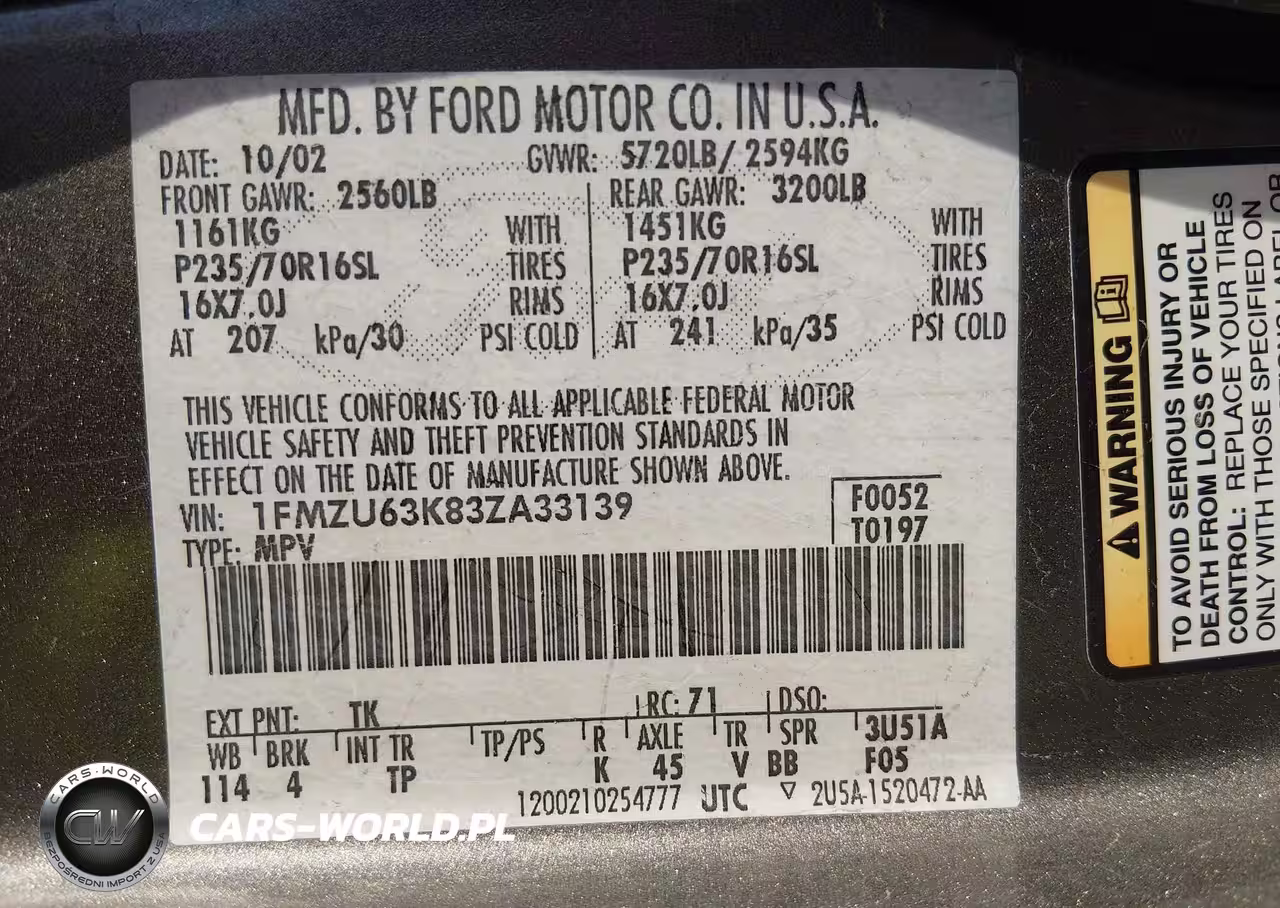 MFD. BY FORD MOTOR CO. IN U.S.A.
DATE: 10/02 GVWR: 5720LB/ 2594KG
FRONT GAWR: 2560LB REAR GAWR: 3200LB
1161KG WITH 1451KG WITH
P235/70R16SL TIRES P235/70R16SL TIRES
16X7.0J RIMS 16X7.0J RIMS
AT 207 kPa/30 PSI COLD AT 241 kPa/35 PSI COLD
THIS VEHICLE CONFORMS TO ALL APPLICABLE FEDERAL MOTOR
VEHICLE SAFETY AND THEFT PREVENTION STANDARDS IN
EFFECT ON THE DATE OF MANUFACTURE SHOWN ABOVE.
VIN: 1FMZU63K83ZA33139 F0052
TYPE: MPV T0197
EXT PNT: TK RC: 71 DSO:
WB BRK INT TR TP/PS R AXLE TR SPR 3U51A
114 4 TP K 45 V BB F05
1200210254777 UTC ▽ 2U5A-1520472-AA
WARNING
TO AVOID SERIOUS INJURY OR
DEATH FROM LOSS OF VEHICLE
CONTROL: REPLACE YOUR TIRES
ONLY WITH THOSE SPECIFIED ON
CARS-WORLD
CW
BEZPOŚREDNI IMPORT Z USA
CARS-WORLD.PL